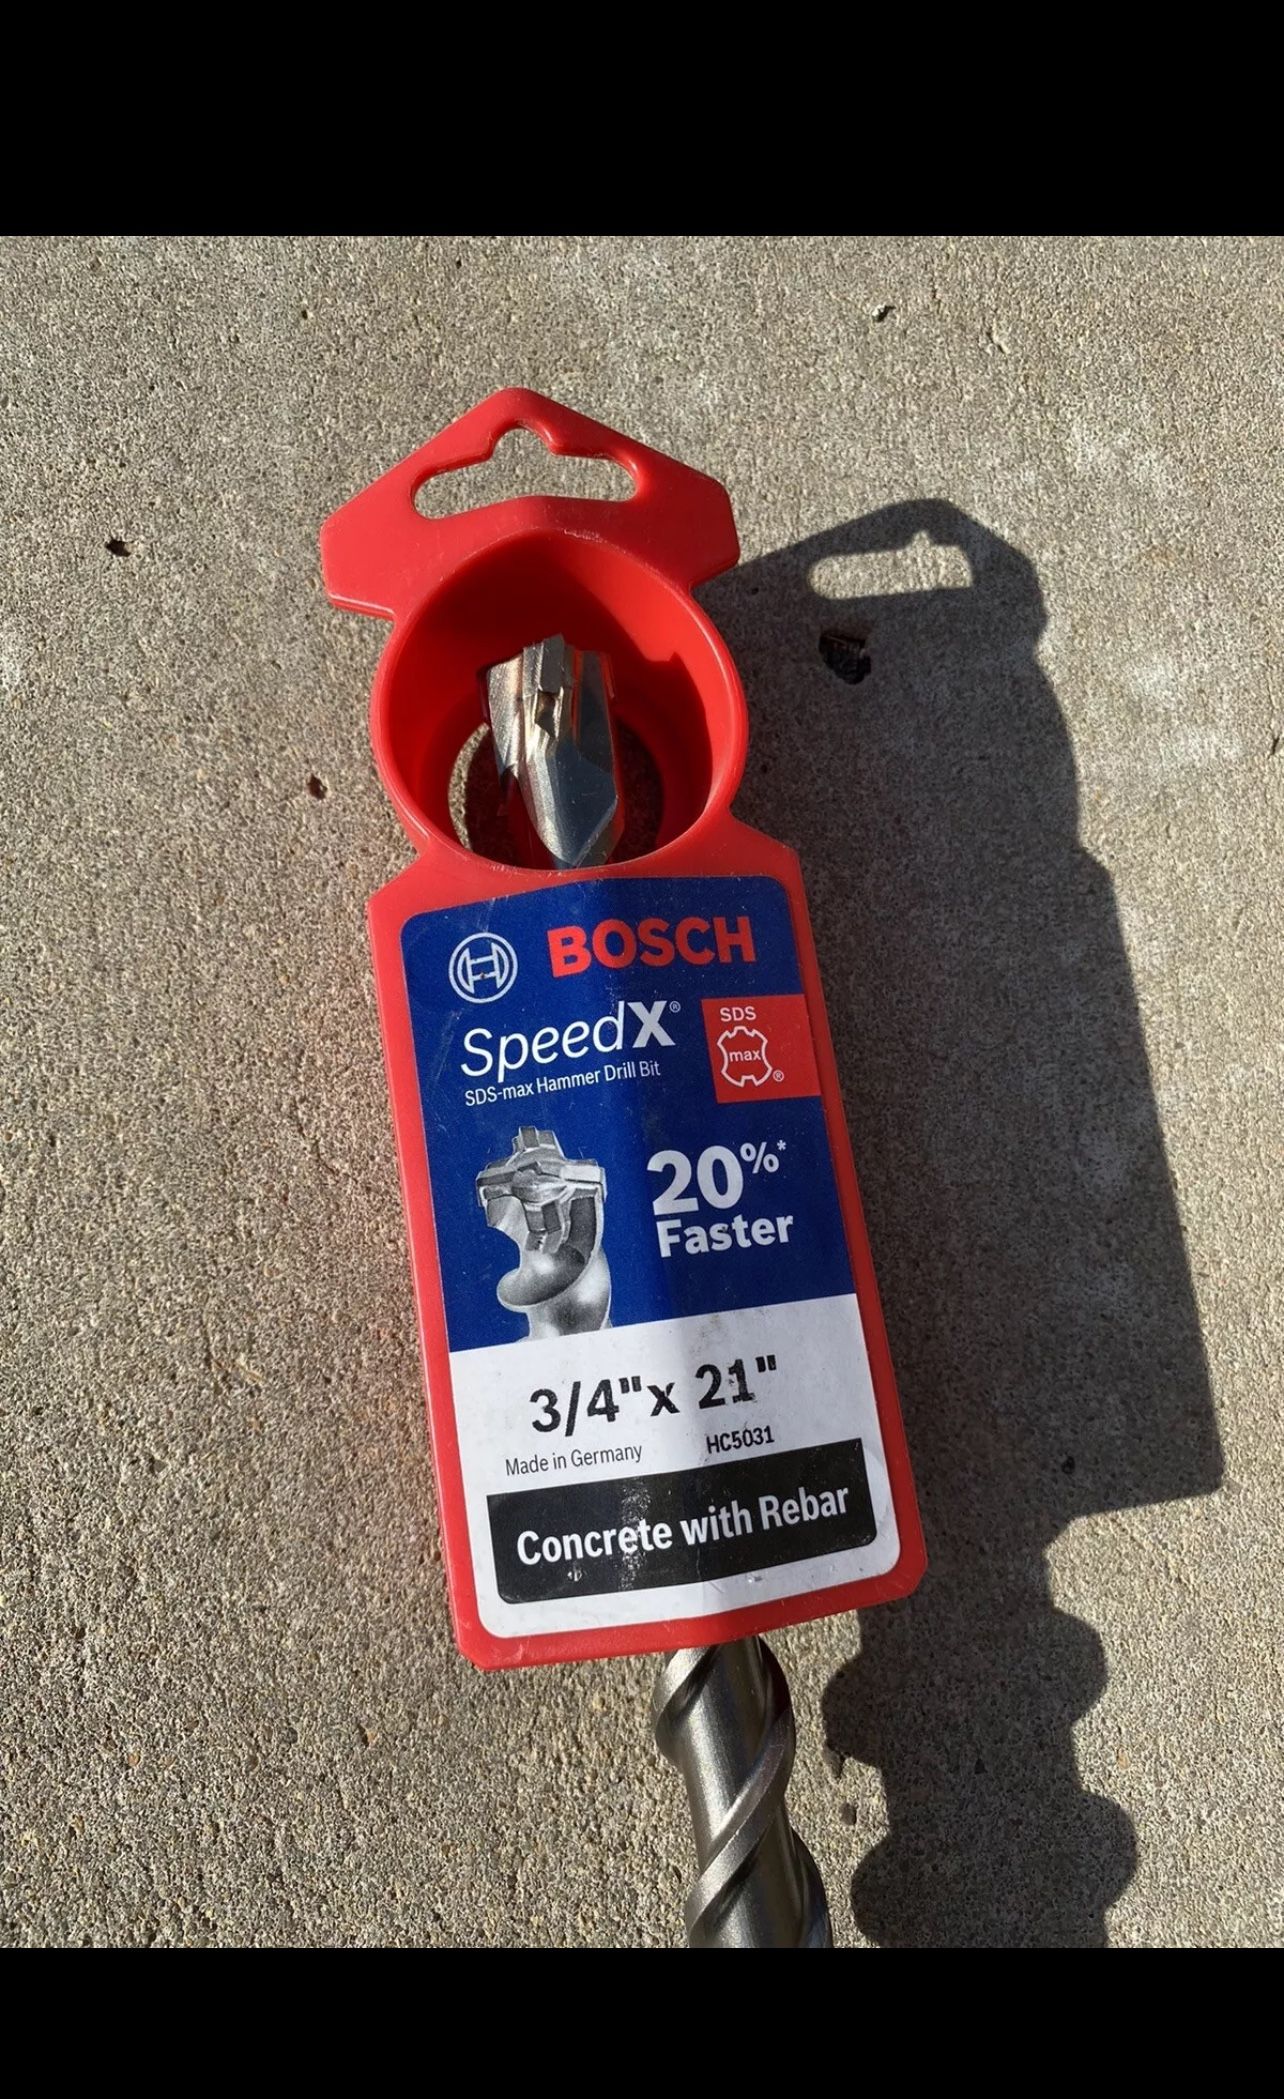 BOSCH
SpeedX®
SDS-max Hammer Drill Bit
SDS
max®
20%*
Faster
3/4"x 21"
Made in Germany
HC5031
Concrete with Rebar